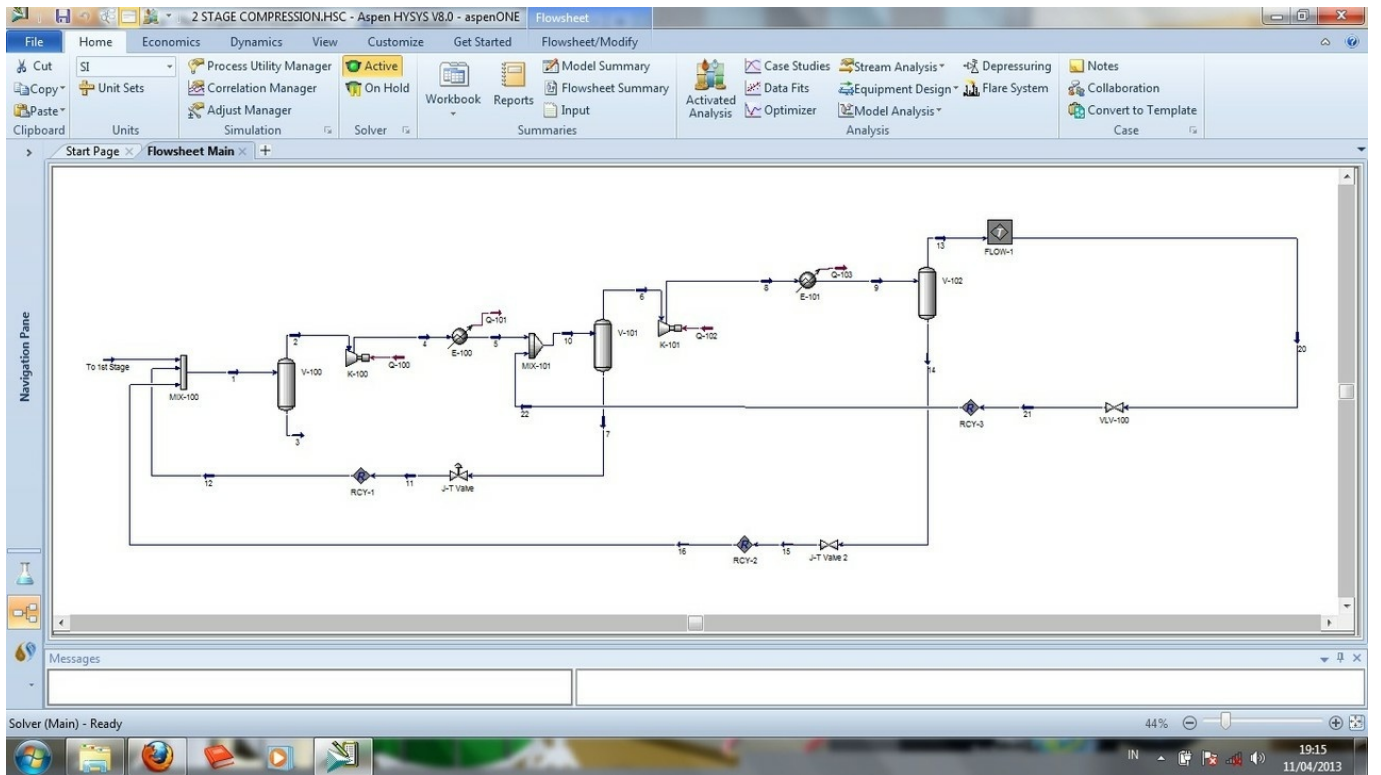 2 STAGE COMPRESSION.HSC - Aspen HYSYS V8.0 - aspenONE
Flowsheet
File Home Economics Dynamics View Customize Get Started Flowsheet/Modify
Cut
Copy
Paste
Clipboard
SI
Unit Sets
Units
Process Utility Manager
Correlation Manager
Adjust Manager
Simulation
Active
On Hold
Solver
Workbook
Reports
Model Summary
Flowsheet Summary
Input
Summaries
Activated
Analysis
Case Studies
Data Fits
Optimizer
Stream Analysis
Equipment Design
Model Analysis
Depressuring
Flare System
Analysis
Notes
Collaboration
Convert to Template
Case
Start Page
Flowsheet Main
Navigation Pane
To 1st Stage
MIX-100
1
2
V-100
3
K-100
Q-100
4
E-100
Q-101
5
MIX-101
10
V-101
6
7
K-101
Q-102
8
E-101
Q-103
9
V-102
13
FLOW-1
14
20
22
RCY-3
21
VLV-100
12
RCY-1
11
J-T Valve
16
RCY-2
15
J-T Valve 2
Messages
Solver (Main) - Ready
44%
IN
19:15
11/04/2013